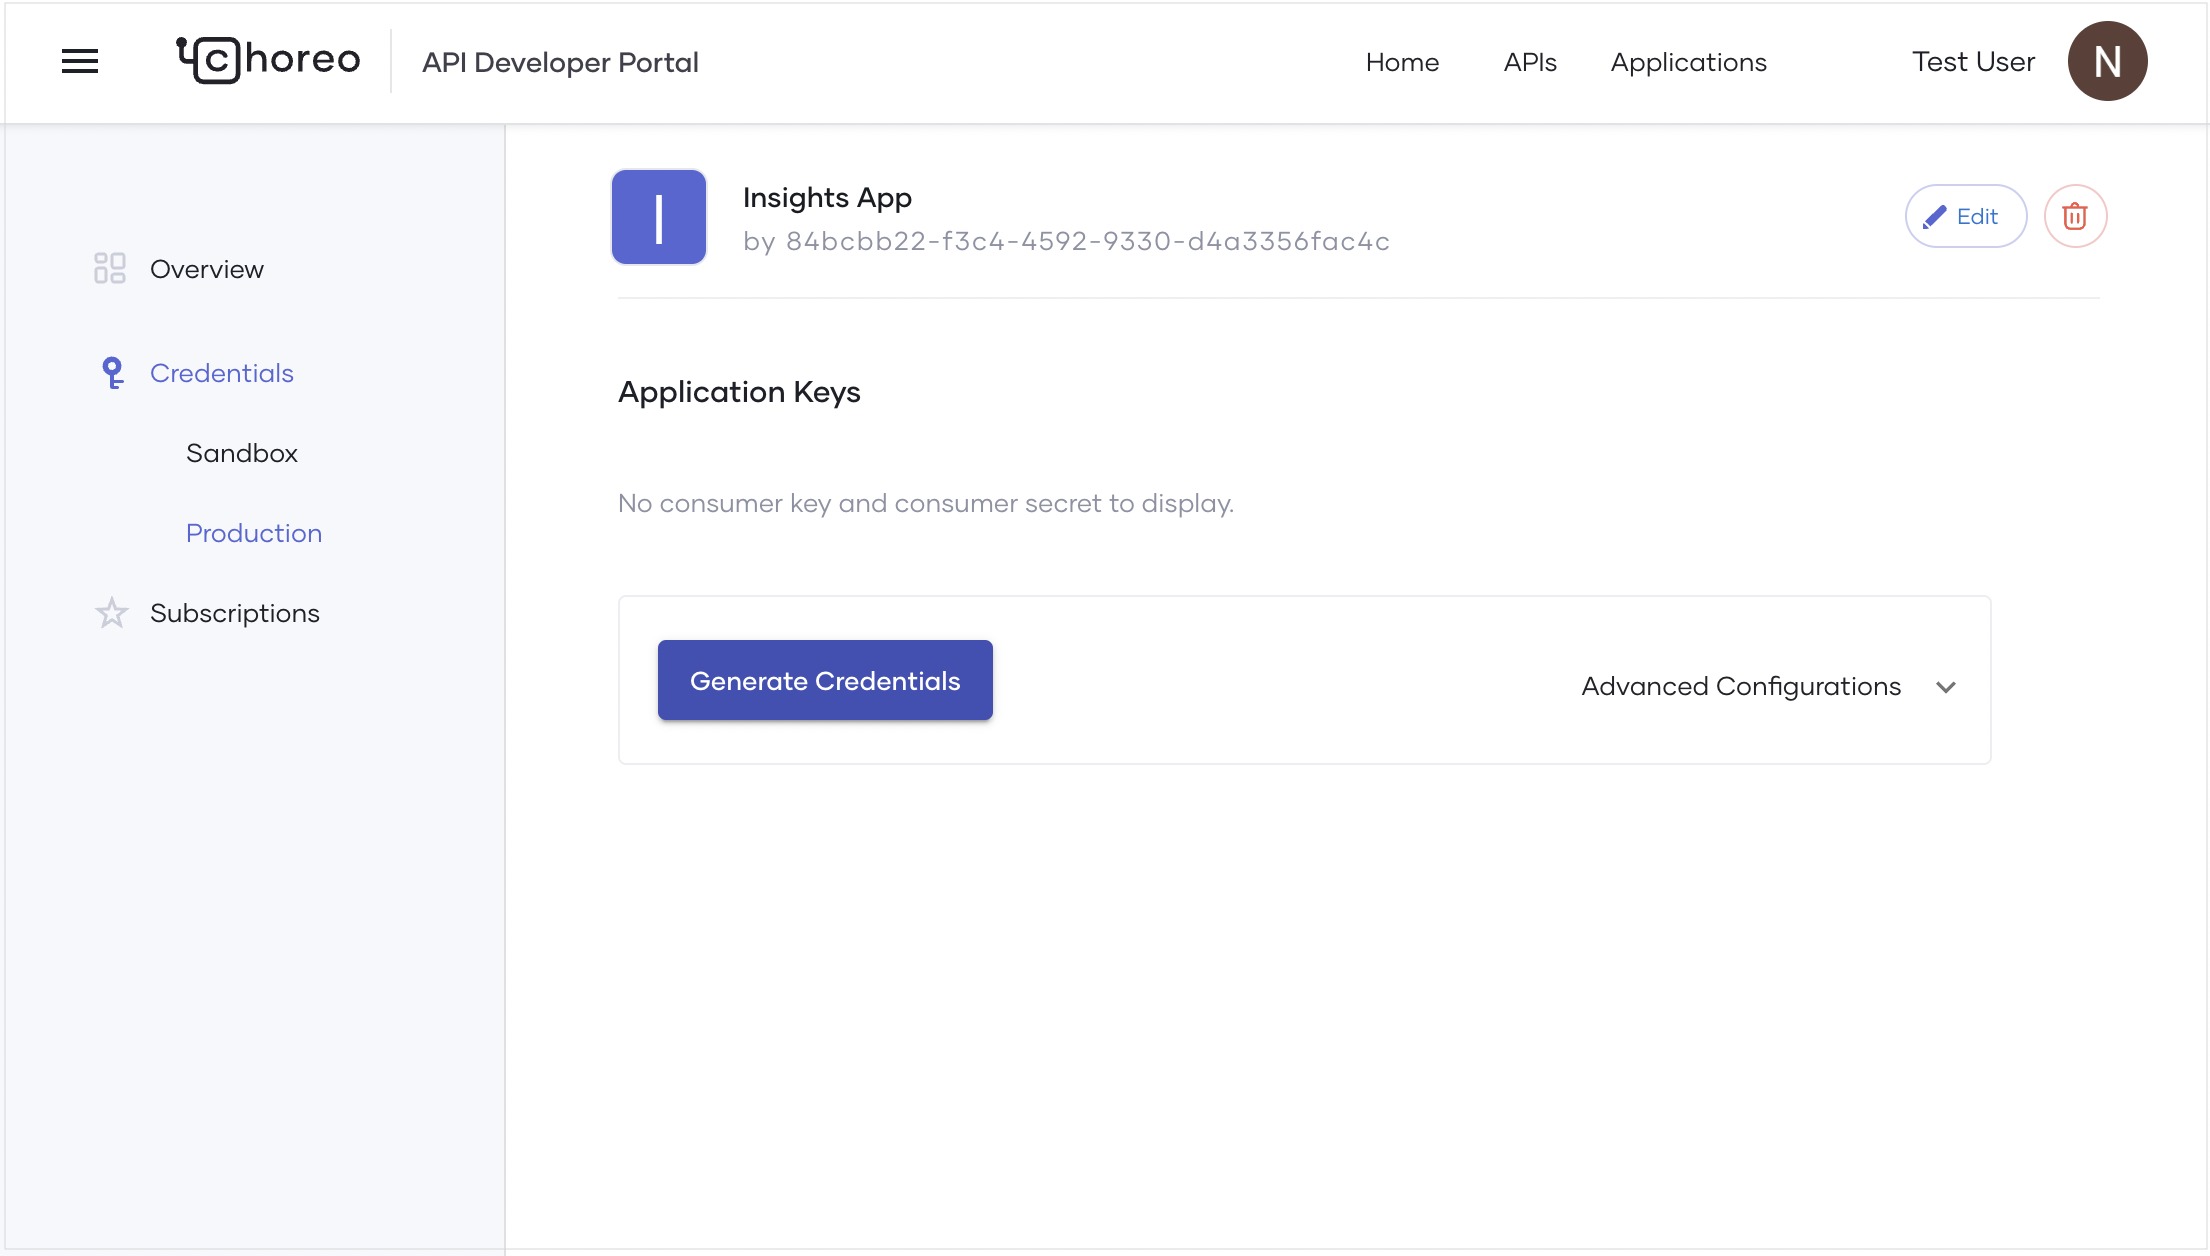 choreo
API Developer Portal
Home
APIs
Applications
Test User
N
Overview
Credentials
Sandbox
Production
Subscriptions
I
Insights App
by 84bcbb22-f3c4-4592-9330-d4a3356fac4c
Edit
Application Keys
No consumer key and consumer secret to display.
Generate Credentials
Advanced Configurations